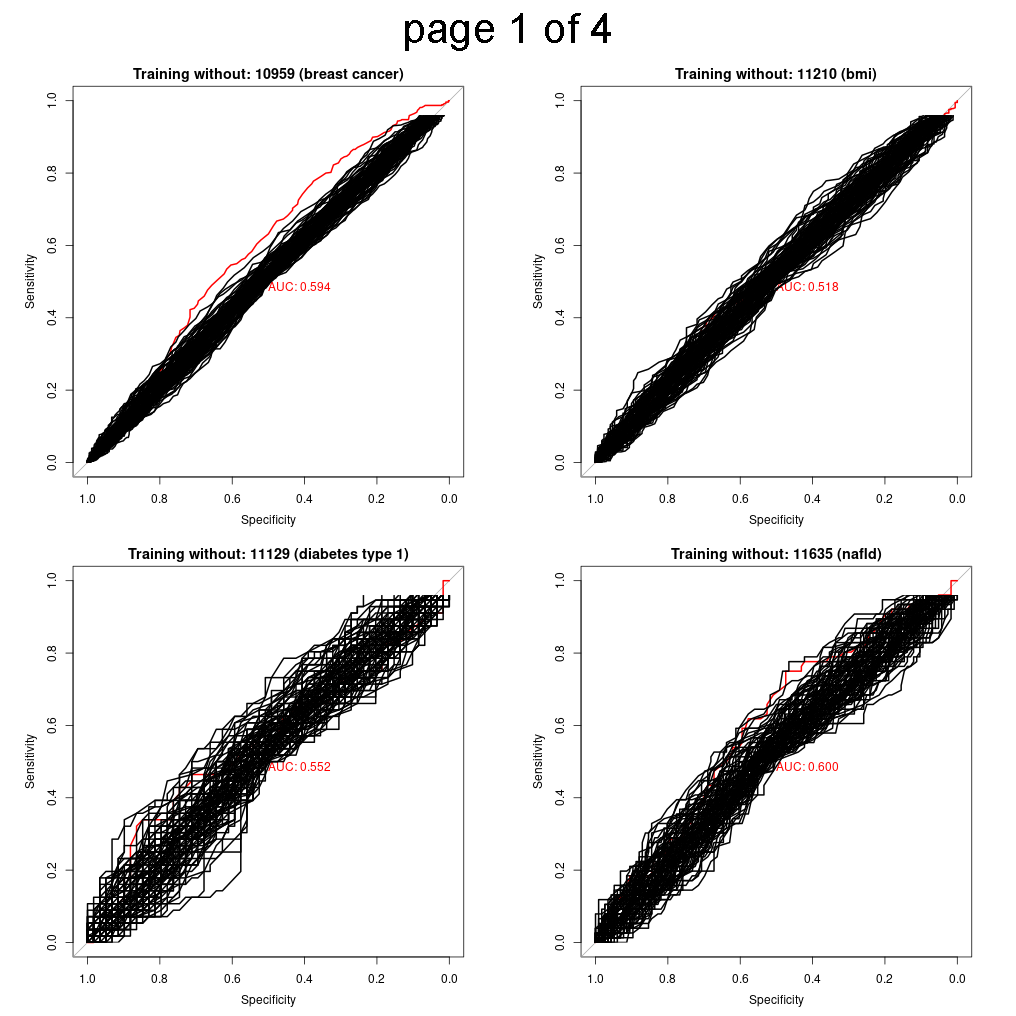 page 1 of 4
Training without: 10959 (breast cancer)
Sensitivity
1.0
0.8
0.6
0.4
0.2
0.0
AUC: 0.594
1.0 0.8 0.6 0.4 0.2 0.0
Specificity
Training without: 11210 (bmi)
Sensitivity
1.0
0.8
0.6
0.4
0.2
0.0
AUC: 0.518
1.0 0.8 0.6 0.4 0.2 0.0
Specificity
Training without: 11129 (diabetes type 1)
Sensitivity
1.0
0.8
0.6
0.4
0.2
0.0
AUC: 0.552
1.0 0.8 0.6 0.4 0.2 0.0
Specificity
Training without: 11635 (nafld)
Sensitivity
1.0
0.8
0.6
0.4
0.2
0.0
AUC: 0.600
1.0 0.8 0.6 0.4 0.2 0.0
Specificity